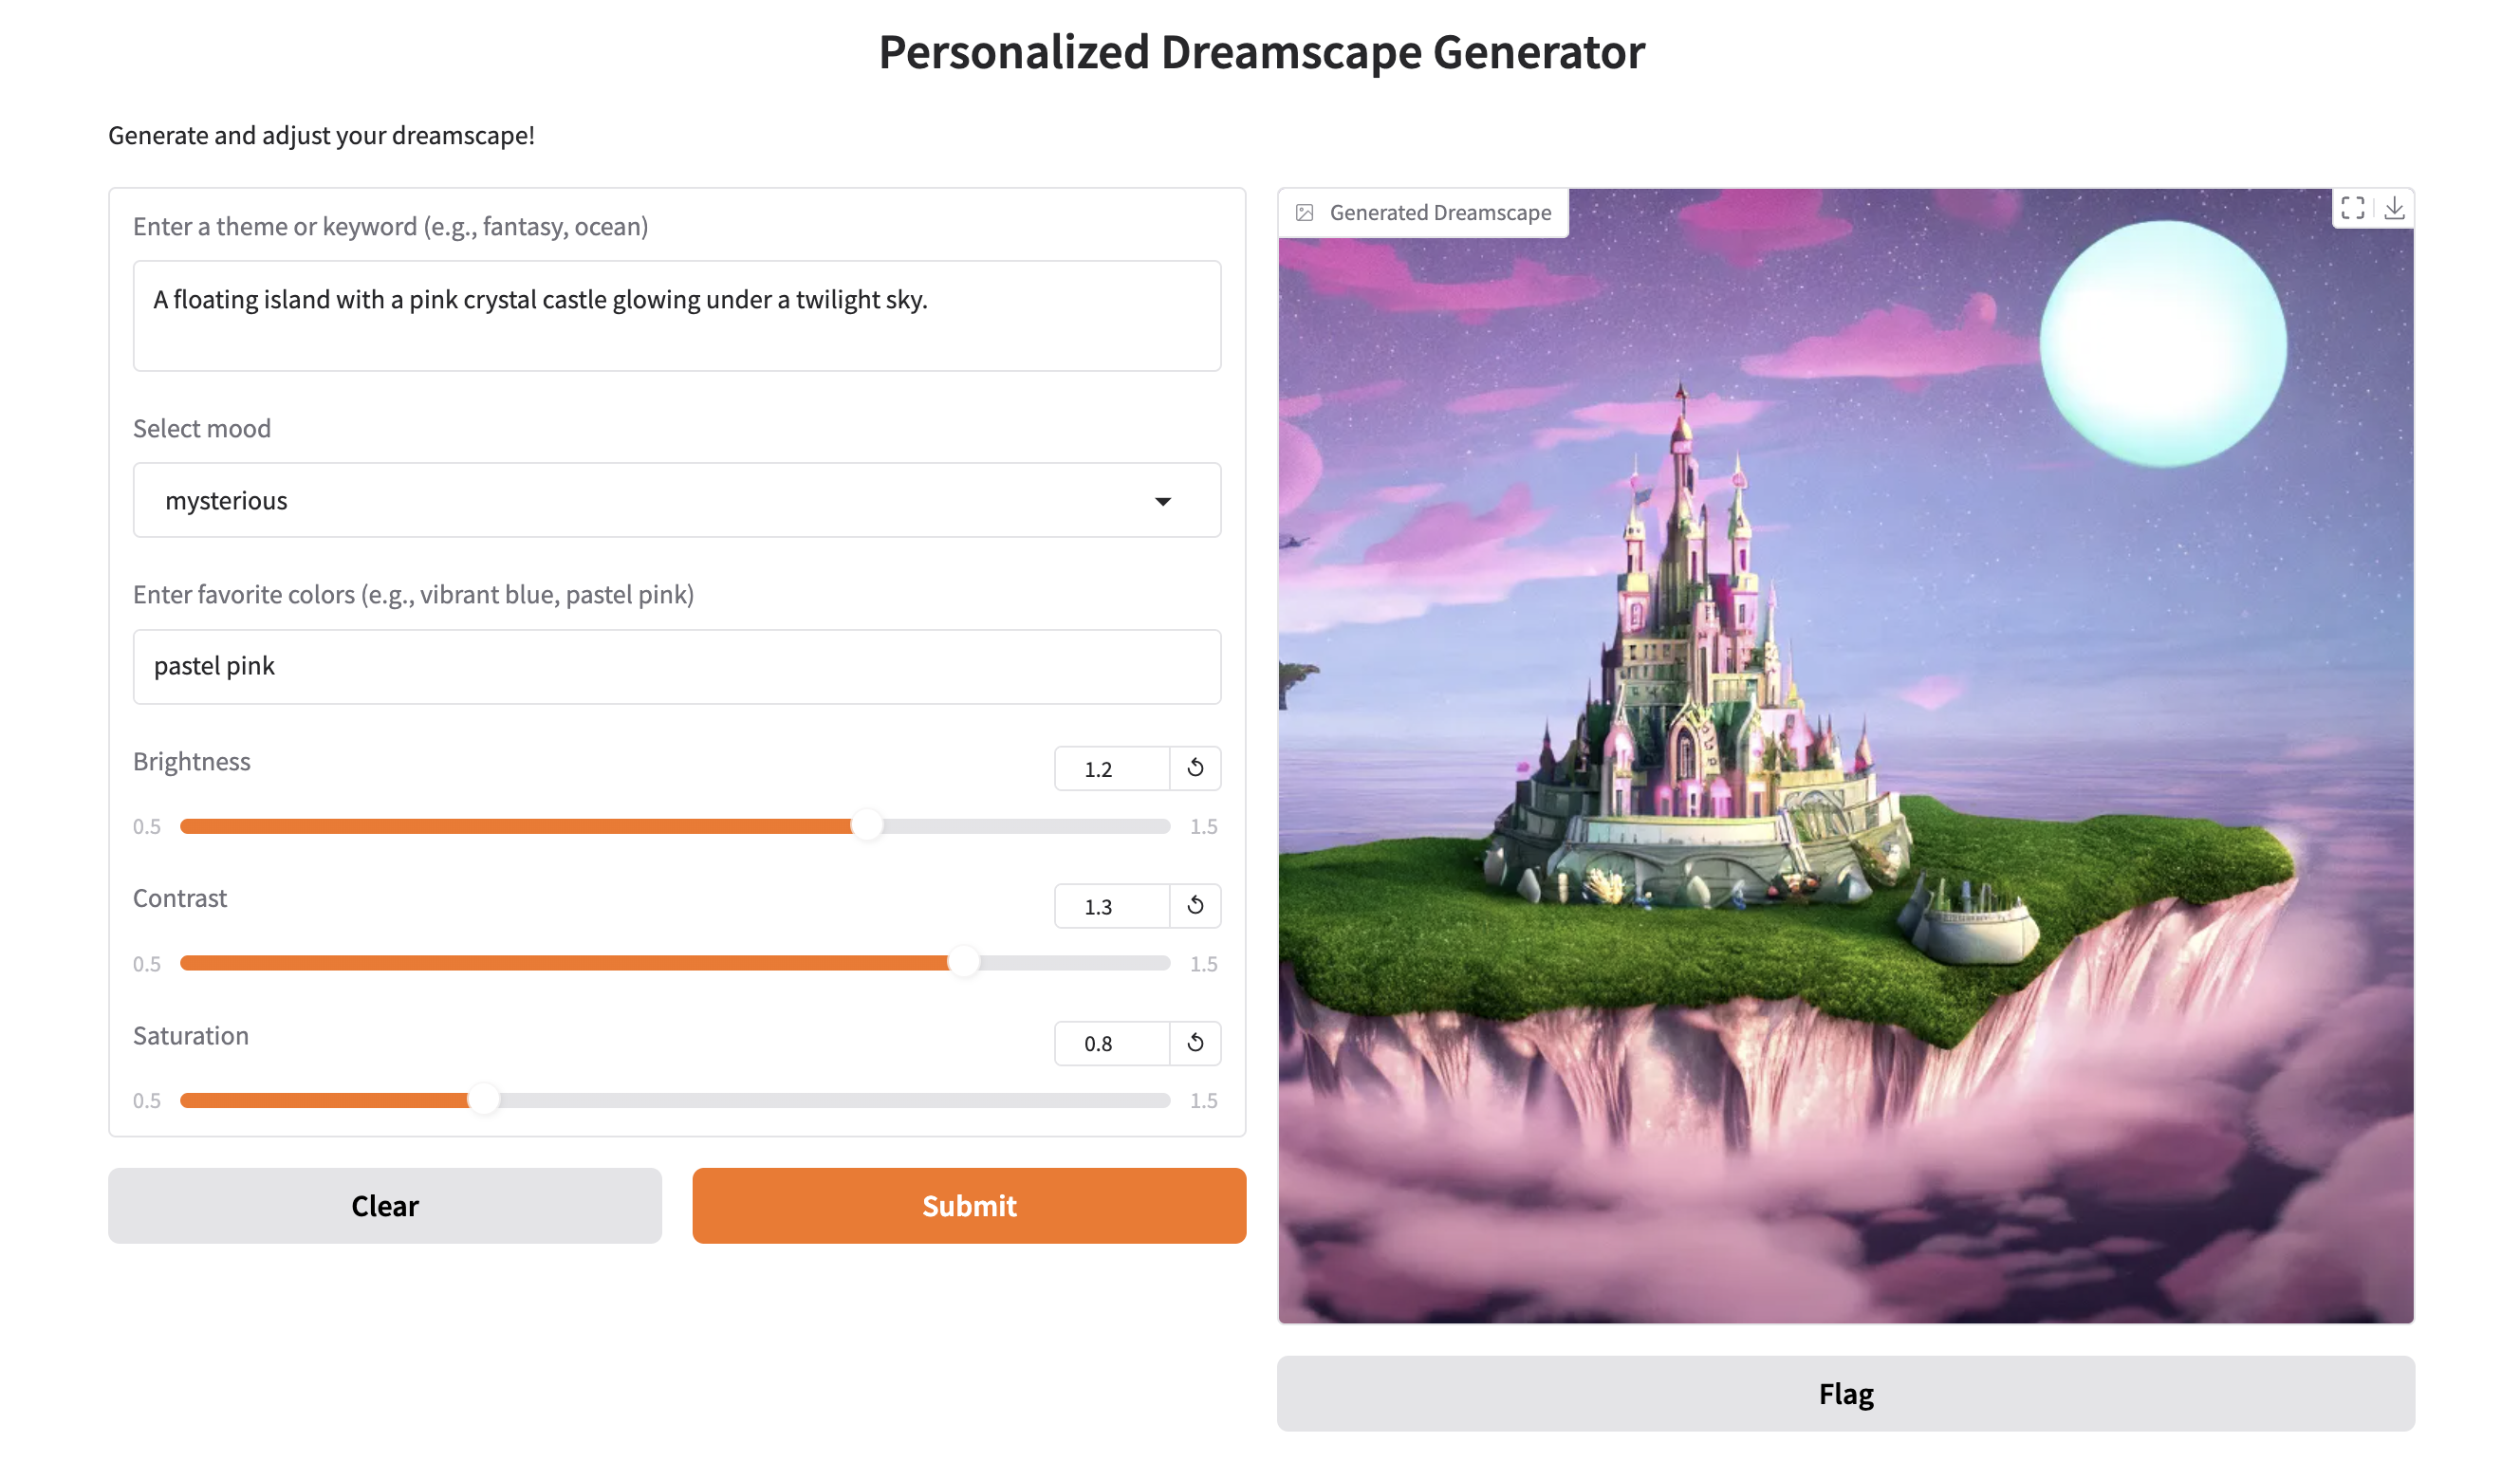 Personalized Dreamscape Generator
Generate and adjust your dreamscape!
Enter a theme or keyword (e.g., fantasy, ocean)
A floating island with a pink crystal castle glowing under a twilight sky.
Select mood
mysterious
Enter favorite colors (e.g., vibrant blue, pastel pink)
pastel pink
Brightness
1.2
0.5
1.5
Contrast
1.3
0.5
1.5
Saturation
0.8
0.5
1.5
Clear
Submit
Generated Dreamscape
Flag